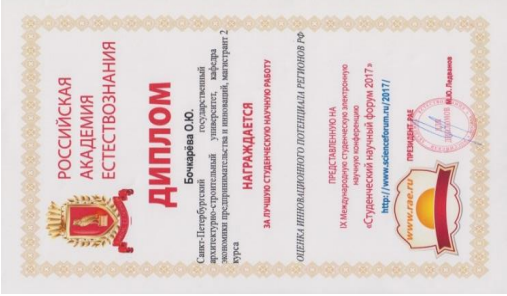 РОССИЙСКАЯ
АКАДЕМИЯ
ЕСТЕСТВОЗНАНИЯ
ДИПЛОМ
Бочкарёва О.Ю.
Санкт-Петербургский государственный
архитектурно-строительный университет, кафедра
экономики предпринимательства и инноваций, магистрант 2
курса
НАГРАЖДАЕТСЯ
ЗА ЛУЧШУЮ СТУДЕНЧЕСКУЮ НАУЧНУЮ РАБОТУ
ОЦЕНКА ИННОВАЦИОННОГО ПОТЕНЦИАЛА РЕГИОНОВ РФ
ПРЕДСТАВЛЕННУЮ НА
IX Международную студенческую электронную
научную конференцию
«Студенческий научный форум 2017»
http://www.scienceforum.ru/2017/
ПРЕЗИДЕНТ РАЕ
М.Ю. Ледванов
www.rae.ru